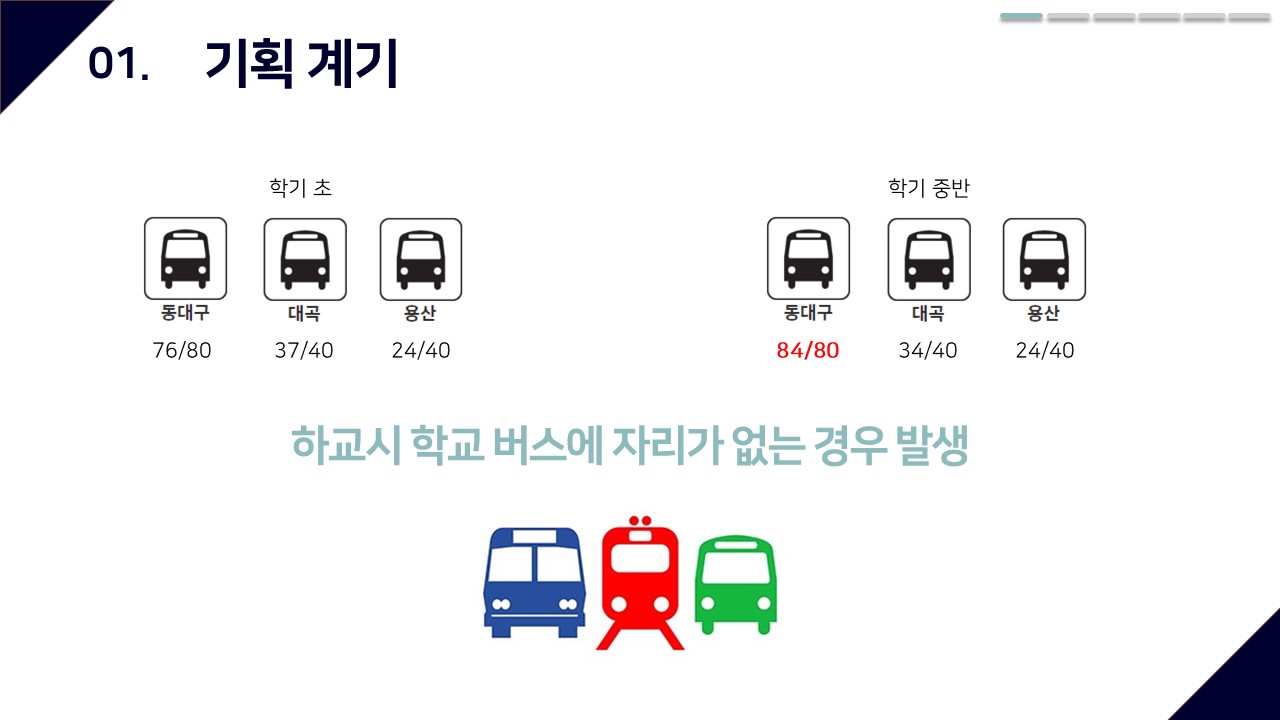 01. 기획 계기
학기 초
동대구 대곡 용산
76/80 37/40 24/40
학기 중반
동대구 대곡 용산
84/80 34/40 24/40
하교시 학교 버스에 자리가 없는 경우 발생